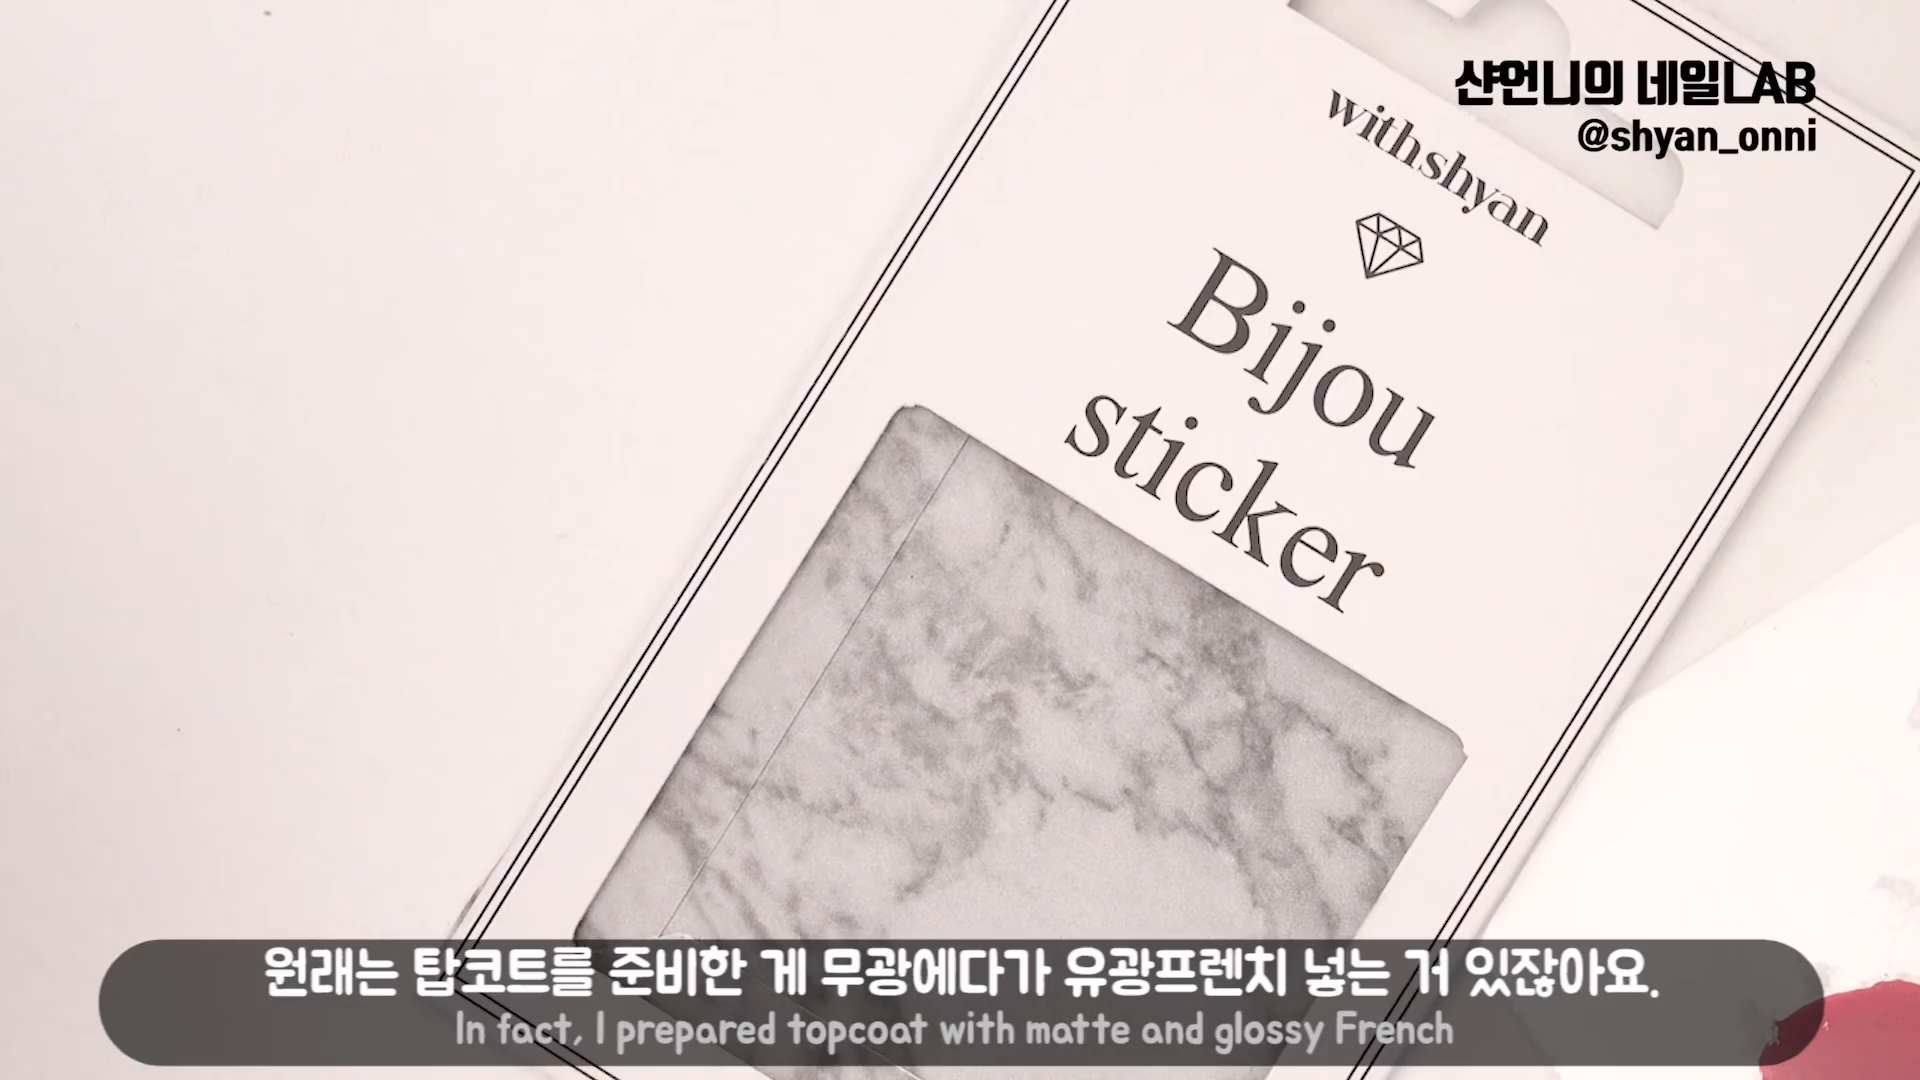 샨언니의 네일LAB
@shyan_onni
withshyan
Bijou
sticker
원래는 탑코트를 준비한 게 무광에다가 유광프렌치 넣는 거 있잖아요.
In fact, I prepared topcoat with matte and glossy French